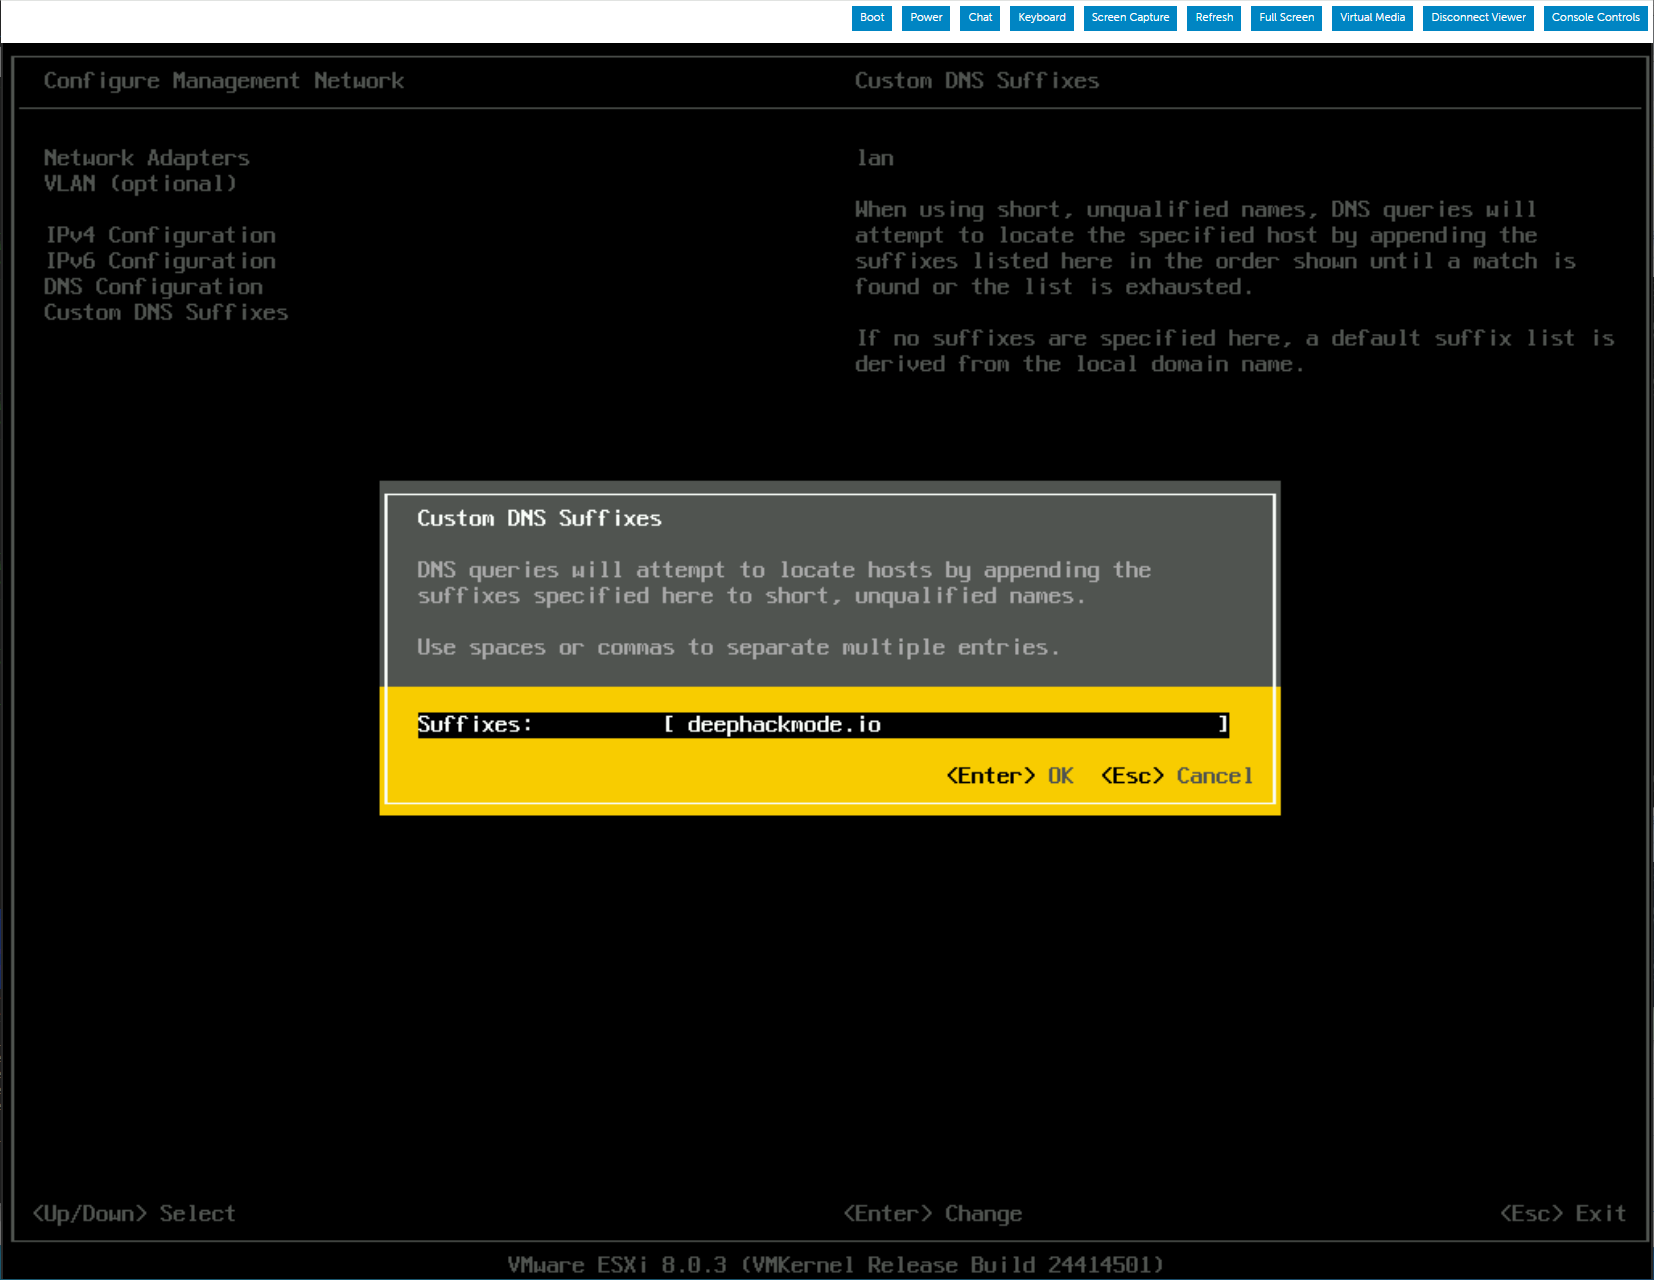 Boot Power Chat Keyboard Screen Capture Refresh Full Screen Virtual Media Disconnect Viewer Console Controls
Configure Management Network
Custom DNS Suffixes
Network Adapters
VLAN (optional)
IPv4 Configuration
IPv6 Configuration
DNS Configuration
Custom DNS Suffixes
lan
When using short, unqualified names, DNS queries will
attempt to locate the specified host by appending the
suffixes listed here in the order shown until a match is
found or the list is exhausted.
If no suffixes are specified here, a default suffix list is
derived from the local domain name.
Custom DNS Suffixes
DNS queries will attempt to locate hosts by appending the
suffixes specified here to short, unqualified names.
Use spaces or commas to separate multiple entries.
Suffixes: [ deephackmode.io ]
<Enter> OK <Esc> Cancel
<Up/Down> Select <Enter> Change <Esc> Exit
VMware ESXi 8.0.3 (VMKernel Release Build 24414501)